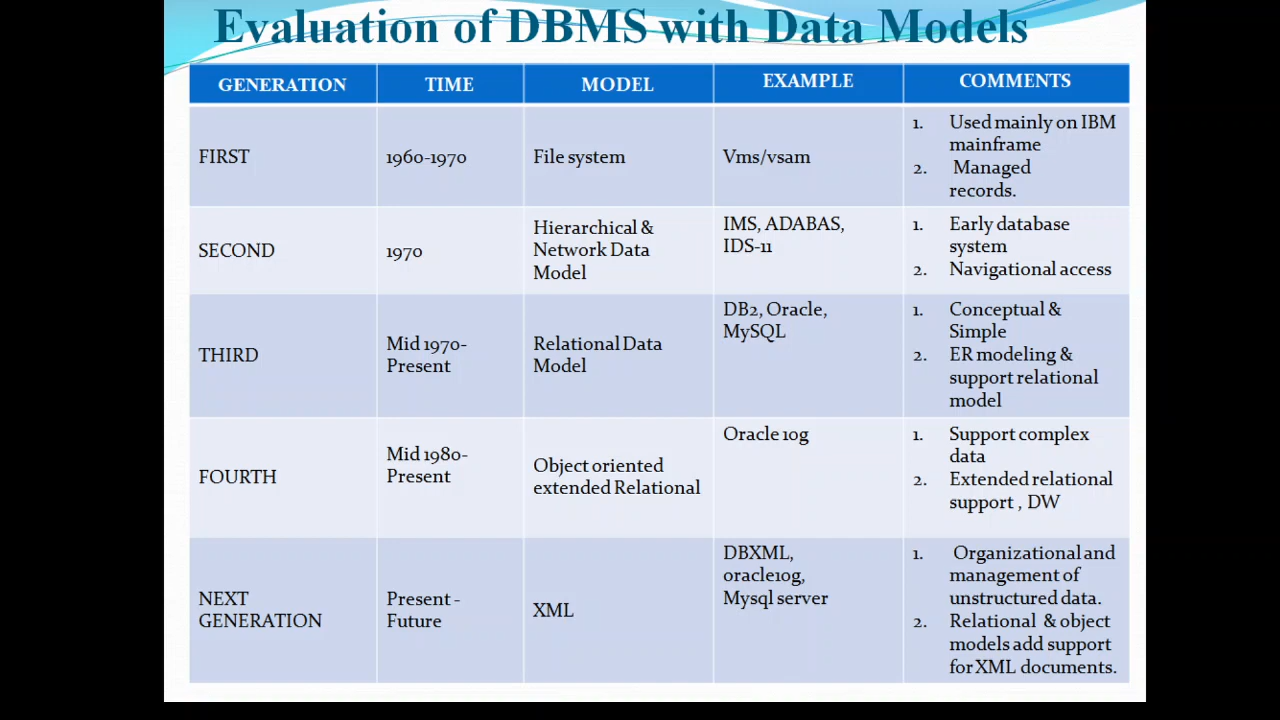 Evaluation of DBMS with Data Models
GENERATION TIME MODEL EXAMPLE COMMENTS
FIRST
1960-1970
File system
Vms/vsam
1. Used mainly on IBM
mainframe
2. Managed
records.
SECOND
1970
Hierarchical &
Network Data
Model
IMS, ADABAS,
IDS-11
1. Early database
system
2. Navigational access
THIRD
Mid 1970-
Present
Relational Data
Model
DB2, Oracle,
MySQL
1. Conceptual &
Simple
2. ER modeling &
support relational
model
FOURTH
Mid 1980-
Present
Object oriented
extended Relational
Oracle 10g
1. Support complex
data
2. Extended relational
support , DW
NEXT
GENERATION
Present -
Future
XML
DBXML,
oracle10g,
Mysql server
1. Organizational and
management of
unstructured data.
2. Relational & object
models add support
for XML documents.